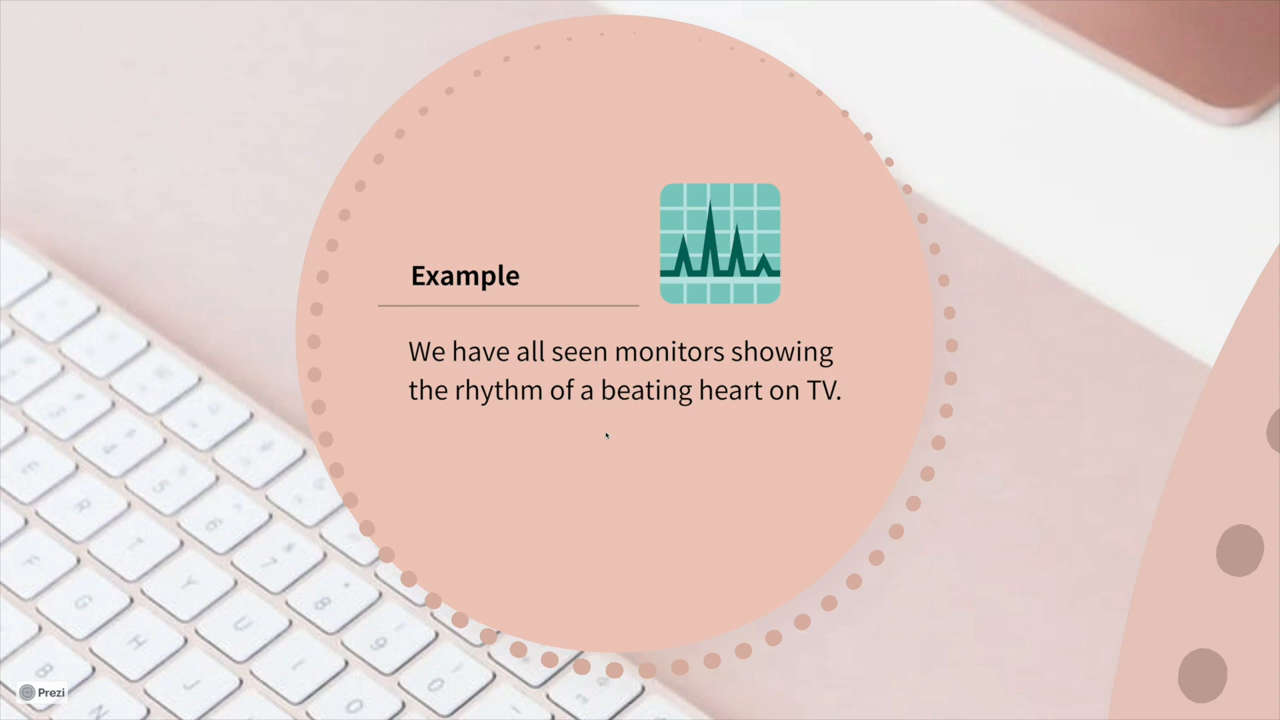 Example
We have all seen monitors showing
the rhythm of a beating heart on TV.
Prezi